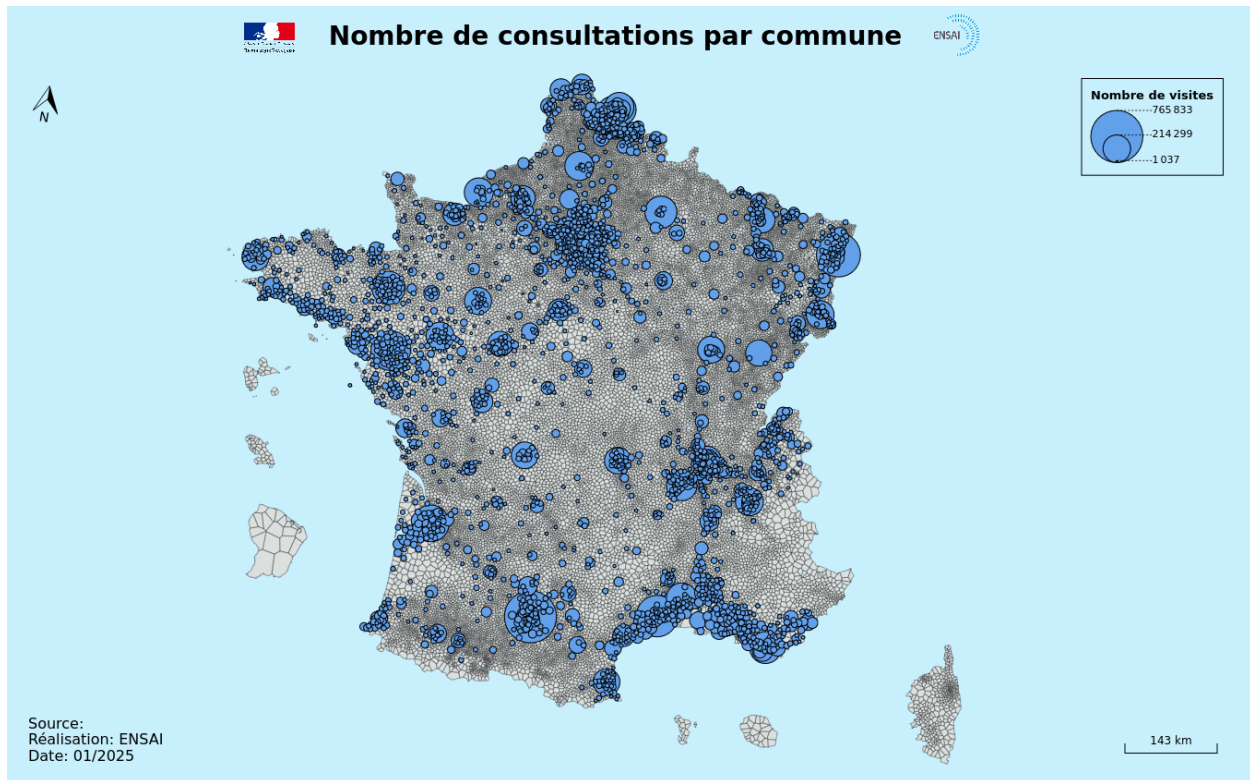 Nombre de consultations par commune
ENSAI
N
Nombre de visites
765 833
214 299
1 037
Source:
Réalisation: ENSAI
Date: 01/2025
143 km